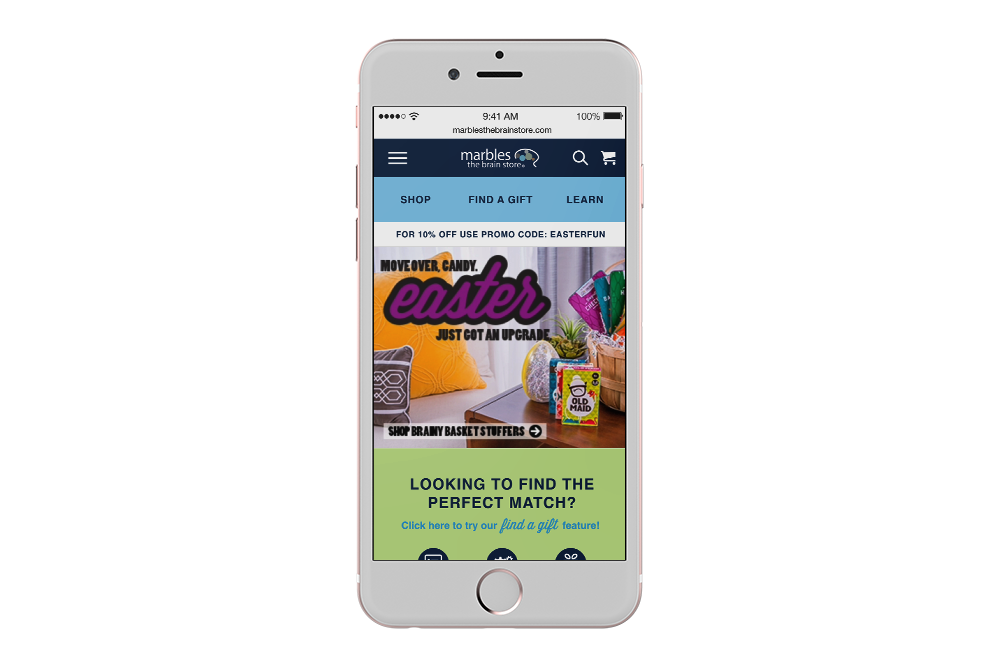 9:41 AM
100%
marblesthebrainstore.com
marbles
the brain store®
SHOP FIND A GIFT LEARN
FOR 10% OFF USE PROMO CODE: EASTERFUN
MOVE OVER, CANDY.
easter
JUST GOT AN UPGRADE
OLD
MAID
SHOP BRAINY BASKET STUFFERS
LOOKING TO FIND THE
PERFECT MATCH?
Click here to try our find a gift feature!